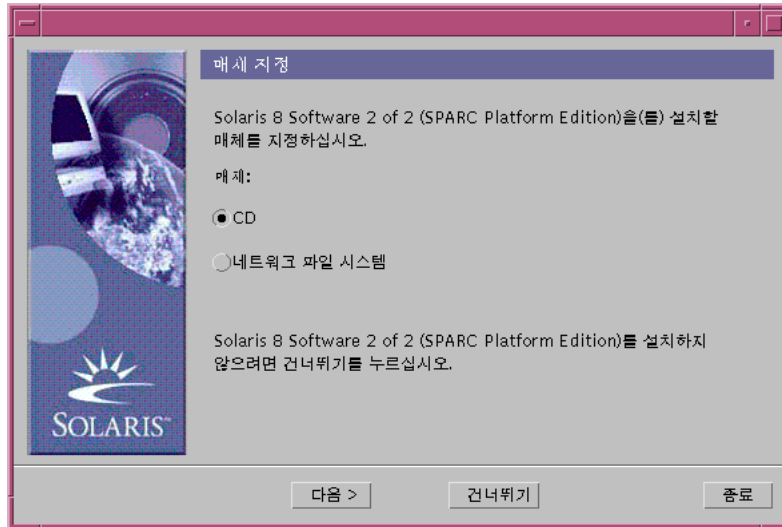 매체 지정
Solaris 8 Software 2 of 2 (SPARC Platform Edition)을(를) 설치할
매체를 지정하십시오.
매체:
CD
네트워크 파일 시스템
Solaris 8 Software 2 of 2 (SPARC Platform Edition)를 설치하지
않으려면 건너뛰기를 누르십시오.
SOLARIS™
다음 >
건너뛰기
종료